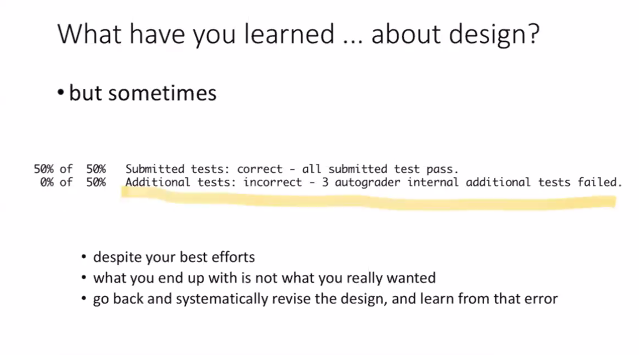 What have you learned ... about design?
• but sometimes
50% of 50% Submitted tests: correct – all submitted test pass.
0% of 50% Additional tests: incorrect – 3 autograder internal additional tests failed.
• despite your best efforts
• what you end up with is not what you really wanted
• go back and systematically revise the design, and learn from that error